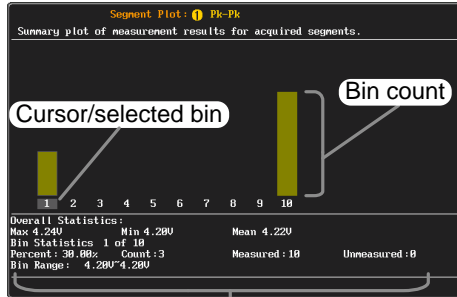 Segment Plot: 1 Pk-Pk
Summary plot of measurement results for acquired segments.
Bin count
Cursor/selected bin
1 2 3 4 5 6 7 8 9 10
Overall Statistics:
Max 4.24V Min 4.20V Mean 4.22V
Bin Statistics 1 of 10
Percent: 30.00% Count:3 Measured:10 Unmeasured:0
Bin Range: 4.20V~4.20V